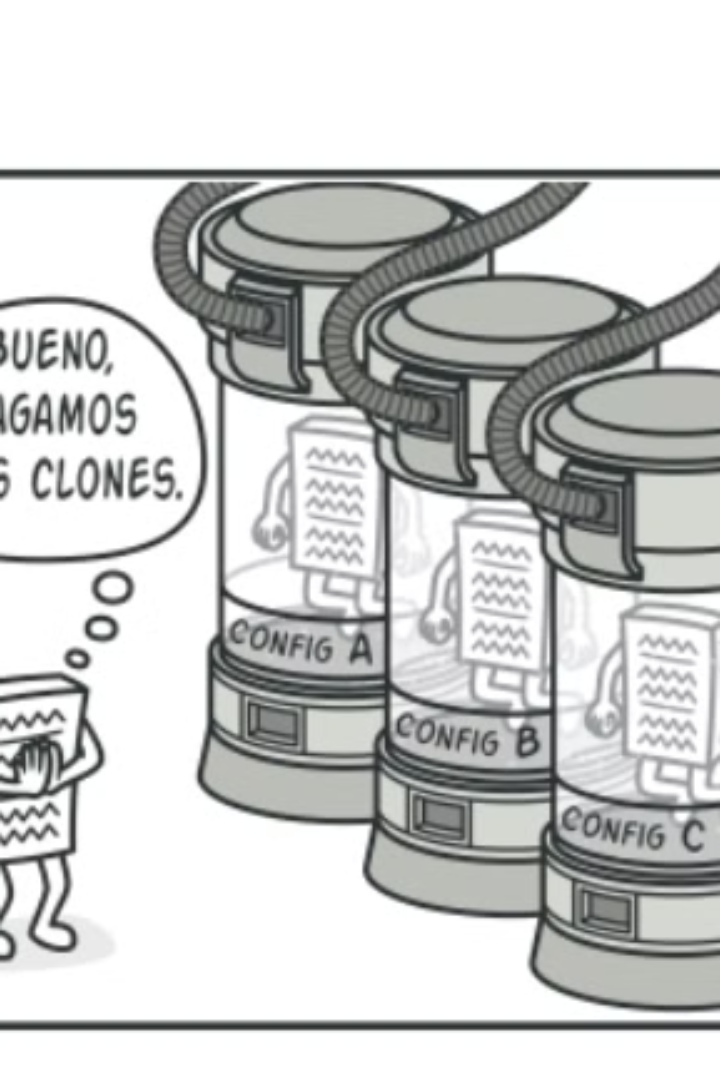 BUENO,
AGAMOS
S CLONES.
CONFIG A
CONFIG B
CONFIG C